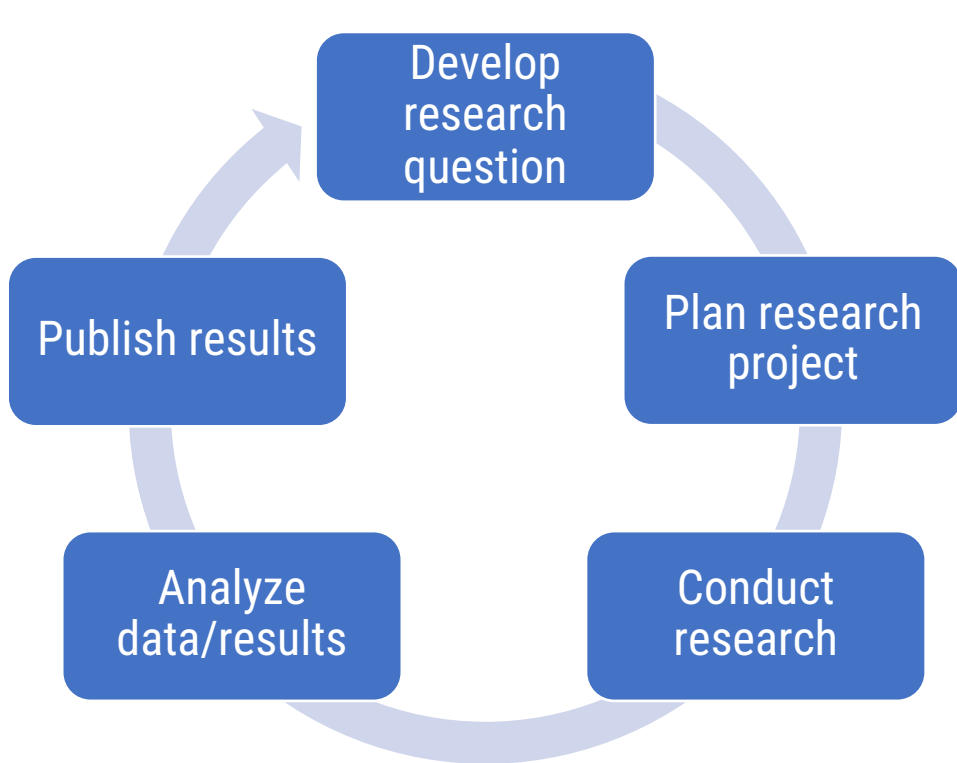 Develop
research
question
Plan research
project
Conduct
research
Analyze
data/results
Publish results